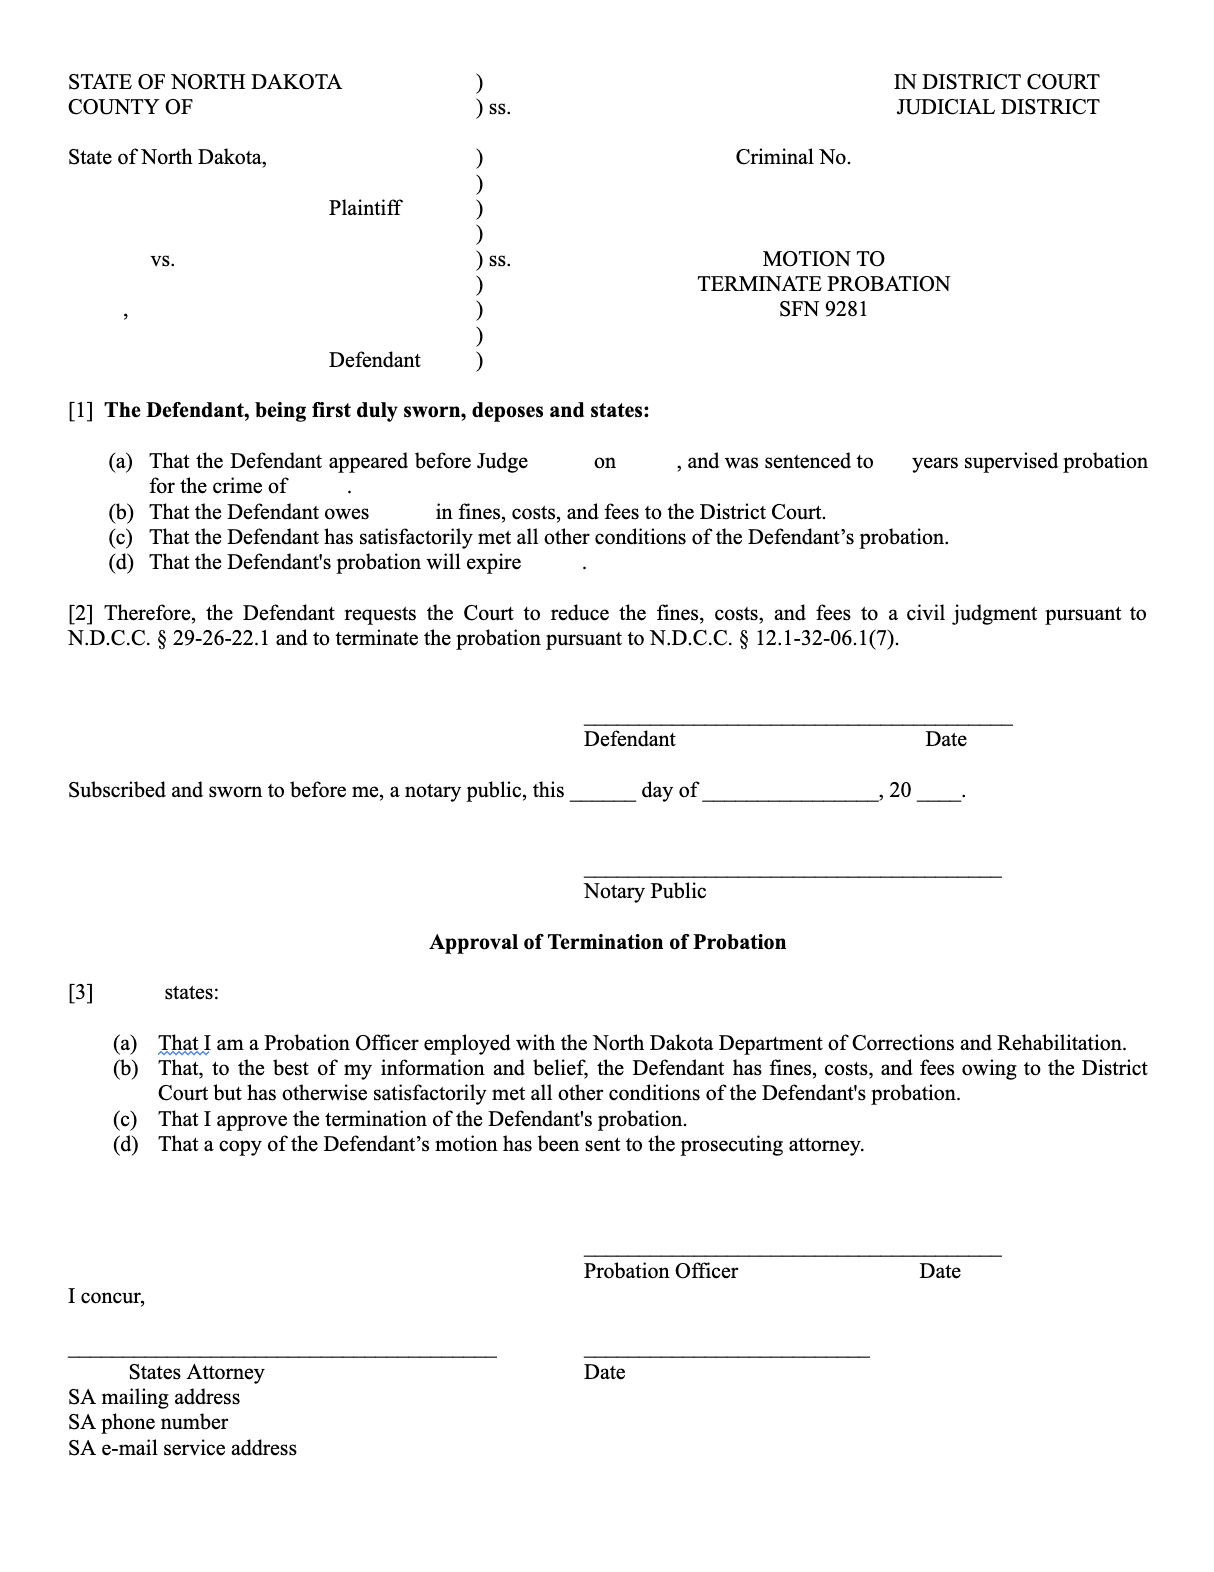 STATE OF NORTH DAKOTA ) IN DISTRICT COURT
COUNTY OF ) ss. JUDICIAL DISTRICT
State of North Dakota, ) Criminal No.
)
Plaintiff )
)
vs. ) ss. MOTION TO
) TERMINATE PROBATION
, ) SFN 9281
)
Defendant )
[1] The Defendant, being first duly sworn, deposes and states:
(a) That the Defendant appeared before Judge on , and was sentenced to years supervised probation
for the crime of .
(b) That the Defendant owes in fines, costs, and fees to the District Court.
(c) That the Defendant has satisfactorily met all other conditions of the Defendant’s probation.
(d) That the Defendant's probation will expire .
[2] Therefore, the Defendant requests the Court to reduce the fines, costs, and fees to a civil judgment pursuant to
N.D.C.C. § 29-26-22.1 and to terminate the probation pursuant to N.D.C.C. § 12.1-32-06.1(7).
_______________________________________
Defendant Date
Subscribed and sworn to before me, a notary public, this ______ day of ________________, 20 ____.
______________________________________
Notary Public
Approval of Termination of Probation
[3] states:
(a) That I am a Probation Officer employed with the North Dakota Department of Corrections and Rehabilitation.
(b) That, to the best of my information and belief, the Defendant has fines, costs, and fees owing to the District
Court but has otherwise satisfactorily met all other conditions of the Defendant's probation.
(c) That I approve the termination of the Defendant's probation.
(d) That a copy of the Defendant’s motion has been sent to the prosecuting attorney.
______________________________________
Probation Officer Date
I concur,
_______________________________________ __________________________
States Attorney Date
SA mailing address
SA phone number
SA e-mail service address